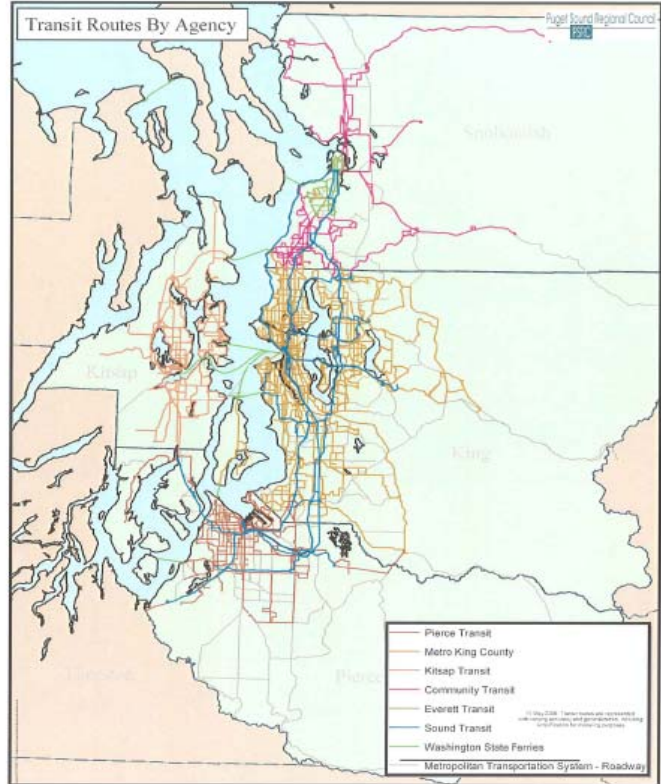 Transit Routes By Agency
Puget Sound Regional Council
PSRC
Snohomish
Kitsap
King
Pierce
Pierce Transit
Metro King County
Kitsap Transit
Community Transit
Everett Transit
Sound Transit
Washington State Ferries
Metropolitan Transportation System - Roadway